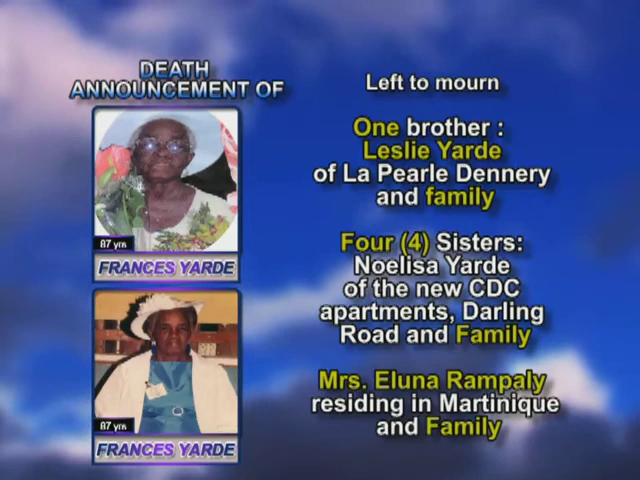 DEATH
ANNOUNCEMENT OF
87 yrs
FRANCES YARDE
87 yrs
FRANCES YARDE
Left to mourn
One brother :
Leslie Yarde
of La Pearle Dennery
and family
Four (4) Sisters:
Noelisa Yarde
of the new CDC
apartments, Darling
Road and Family
Mrs. Eluna Rampaly
residing in Martinique
and Family